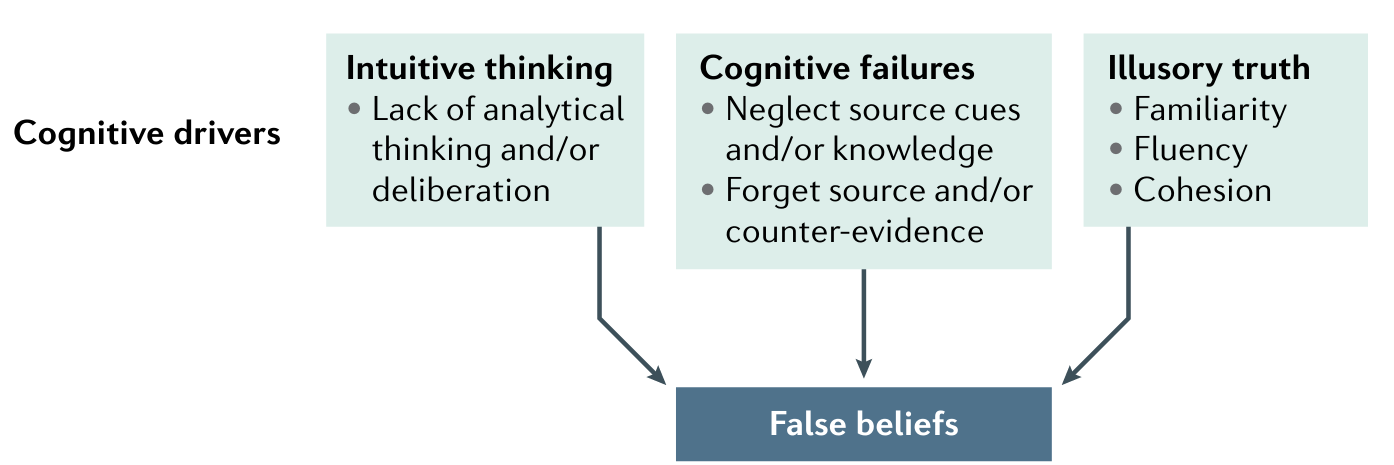 Cognitive drivers
Intuitive thinking
• Lack of analytical
thinking and/or
deliberation
Cognitive failures
• Neglect source cues
and/or knowledge
• Forget source and/or
counter-evidence
Illusory truth
• Familiarity
• Fluency
• Cohesion
False beliefs